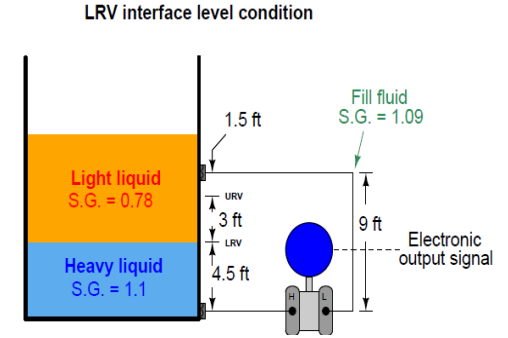 LRV interface level condition
Fill fluid
S.G. = 1.09
1.5 ft
Light liquid
S.G. = 0.78
URV
3 ft
LRV
9 ft
Electronic
output signal
Heavy liquid
S.G. = 1.1
4.5 ft
H
L